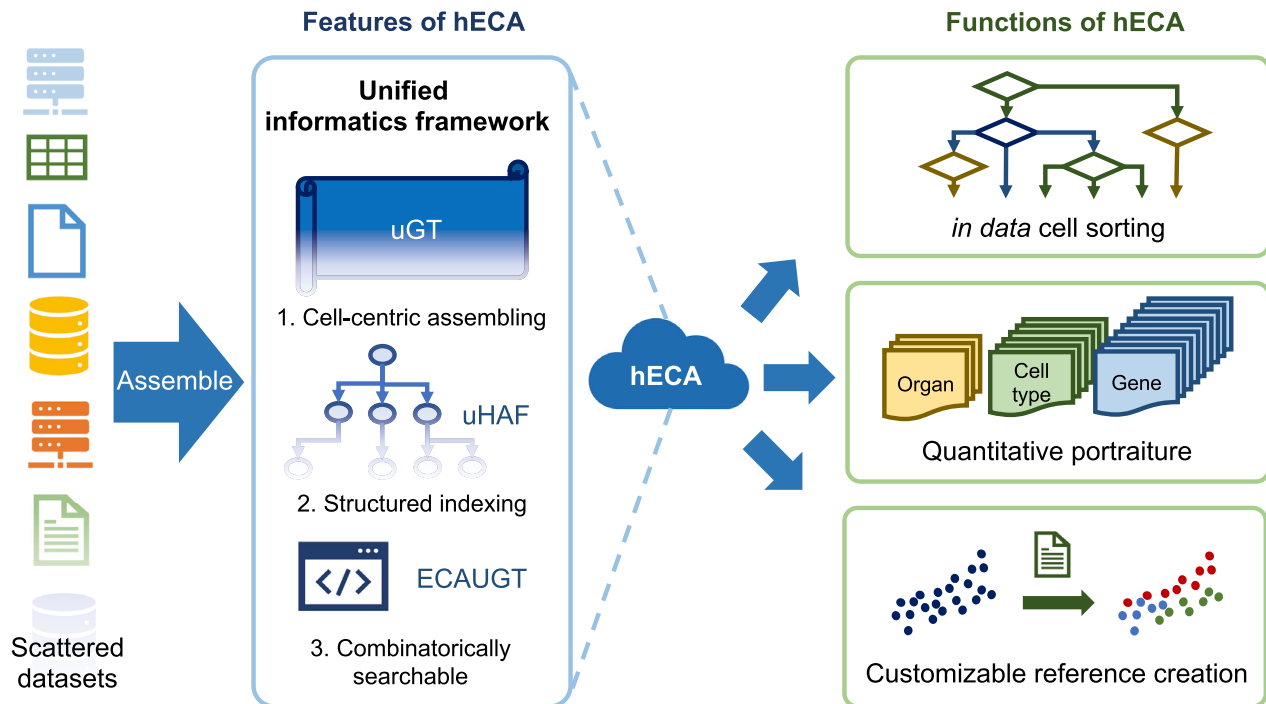 Features of hECA
Functions of hECA
Scattered
datasets
Assemble
Unified
informatics framework
uGT
1. Cell-centric assembling
uHAF
2. Structured indexing
</>
ECAUGT
3. Combinatorically
searchable
hECA
in data cell sorting
Organ
Cell
type
Gene
Quantitative portraiture
Customizable reference creation